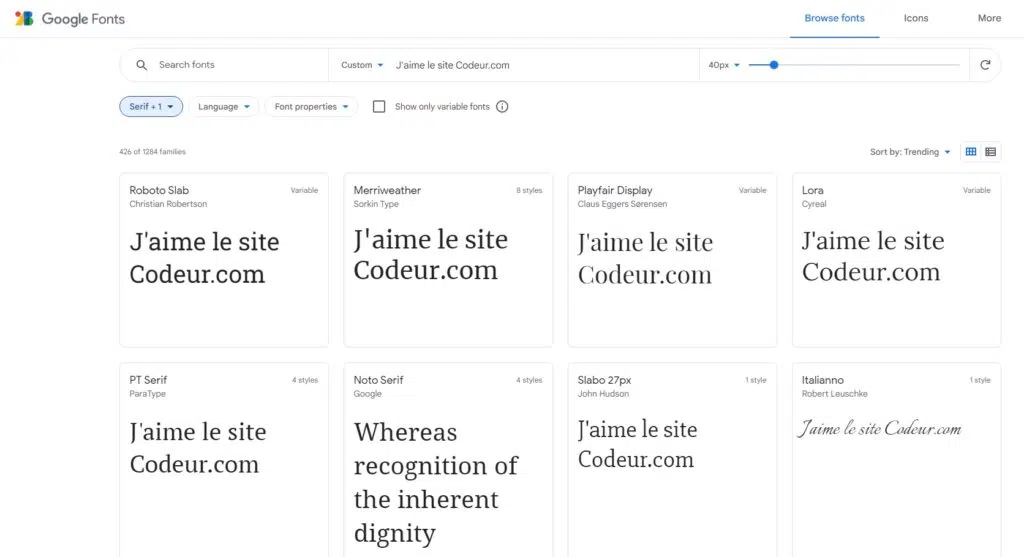 Google Fonts
Browse fonts
Icons
More
Search fonts
Custom
J'aime le site Codeur.com
40px
Serif + 1
Language
Font properties
Show only variable fonts
426 of 1284 families
Sort by: Trending
Roboto Slab
Variable
Christian Robertson
J'aime le site
Codeur.com
Merriweather
8 styles
Sorkin Type
J'aime le site
Codeur.com
Playfair Display
Variable
Claus Eggers Sørensen
J'aime le site
Codeur.com
Lora
Variable
Cyreal
J'aime le site
Codeur.com
PT Serif
4 styles
ParaType
J'aime le site
Codeur.com
Noto Serif
4 styles
Google
Whereas
recognition of
the inherent
dignity
Slabo 27px
1 style
John Hudson
J'aime le site
Codeur.com
Italianno
1 style
Robert Leuschke
J'aime le site Codeur.com